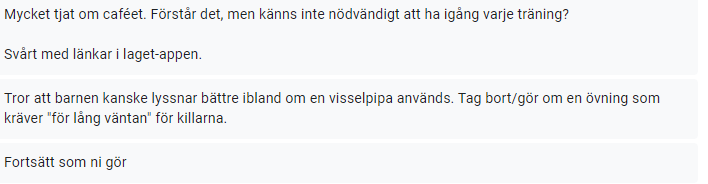 Mycket tjat om caféet. Förstår det, men känns inte nödvändigt att ha igång varje träning?
Svårt med länkar i laget-appen.
Tror att barnen kanske lyssnar bättre ibland om en visselpipa används. Tag bort/gör om en övning som
kräver "för lång väntan" för killarna.
Fortsätt som ni gör